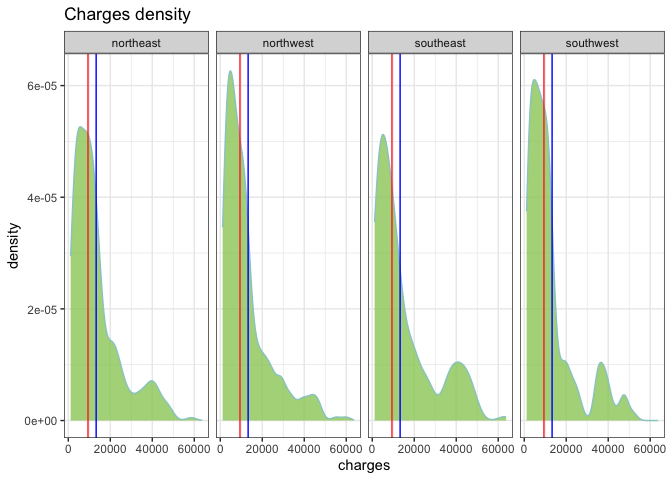 Charges density
northeast northwest southeast southwest
density
6e-05
4e-05
2e-05
0e+00
0 20000 40000 60000 0 20000 40000 60000 0 20000 40000 60000 0 20000 40000 60000
charges